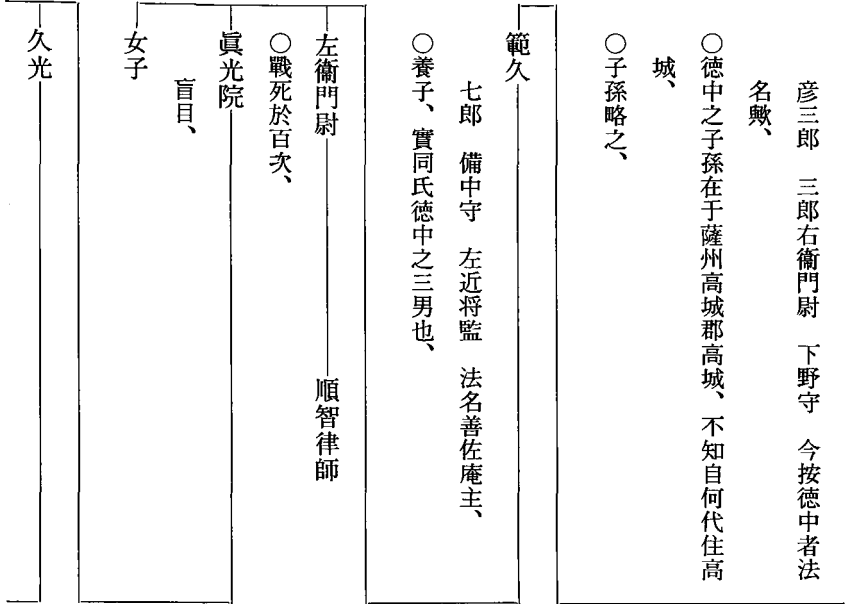 彦三郎　三郎右衞門尉　下野守　今按徳中者法
名歟、
○徳中之子孫在于薩州高城郡高城、不知自何代住高
城、
○子孫略之、
範久
七郎　備中守　左近将監　法名善佐庵主、
○養子、實同氏徳中之三男也、
左衞門尉　順智律師
○戰死於百次、
眞光院
盲目、
女子
久光